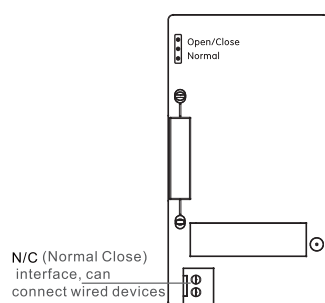 Open/Close
Normal
N/C (Normal Close)
interface, can
connect wired devices